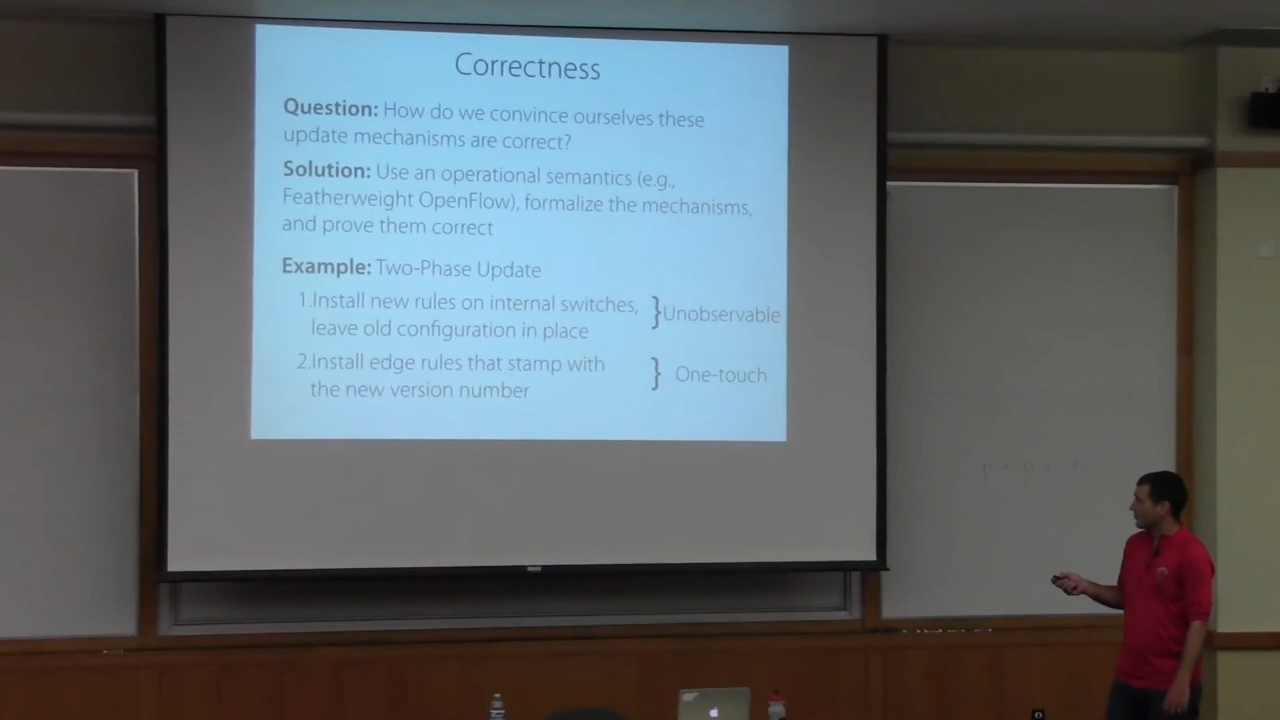 Correctness
Question: How do we convince ourselves these
update mechanisms are correct?
Solution: Use an operational semantics (e.g.,
Featherweight OpenFlow), formalize the mechanisms,
and prove them correct
Example: Two-Phase Update
1.Install new rules on internal switches,
leave old configuration in place
}Unobservable
2.Install edge rules that stamp with
the new version number
} One-touch